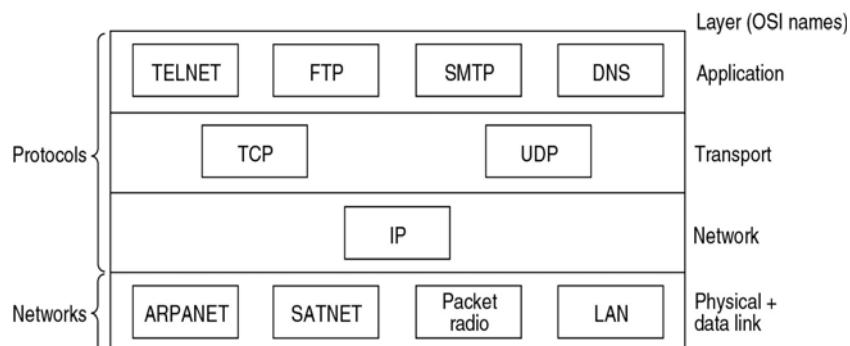 Layer (OSI names)
TELNET FTP SMTP DNS Application
Protocols TCP UDP Transport
IP Network
Networks ARPANET SATNET Packet radio LAN Physical + data link